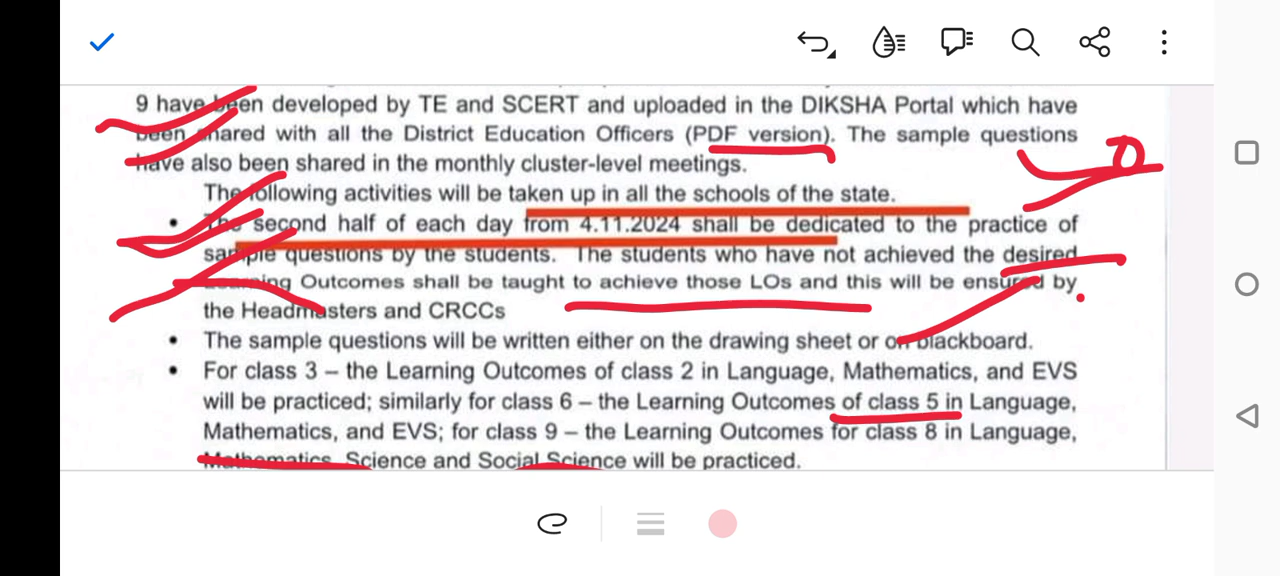 9 have been developed by TE and SCERT and uploaded in the DIKSHA Portal which have
been shared with all the District Education Officers (PDF version). The sample questions
have also been shared in the monthly cluster-level meetings.
The following activities will be taken up in all the schools of the state.
• The second half of each day from 4.11.2024 shall be dedicated to the practice of
sample questions by the students. The students who have not achieved the desired
Learning Outcomes shall be taught to achieve those LOs and this will be ensured by
the Headmasters and CRCCs
• The sample questions will be written either on the drawing sheet or on blackboard.
• For class 3 – the Learning Outcomes of class 2 in Language, Mathematics, and EVS
will be practiced; similarly for class 6 – the Learning Outcomes of class 5 in Language,
Mathematics, and EVS; for class 9 – the Learning Outcomes for class 8 in Language,
Mathematics, Science and Social Science will be practiced.